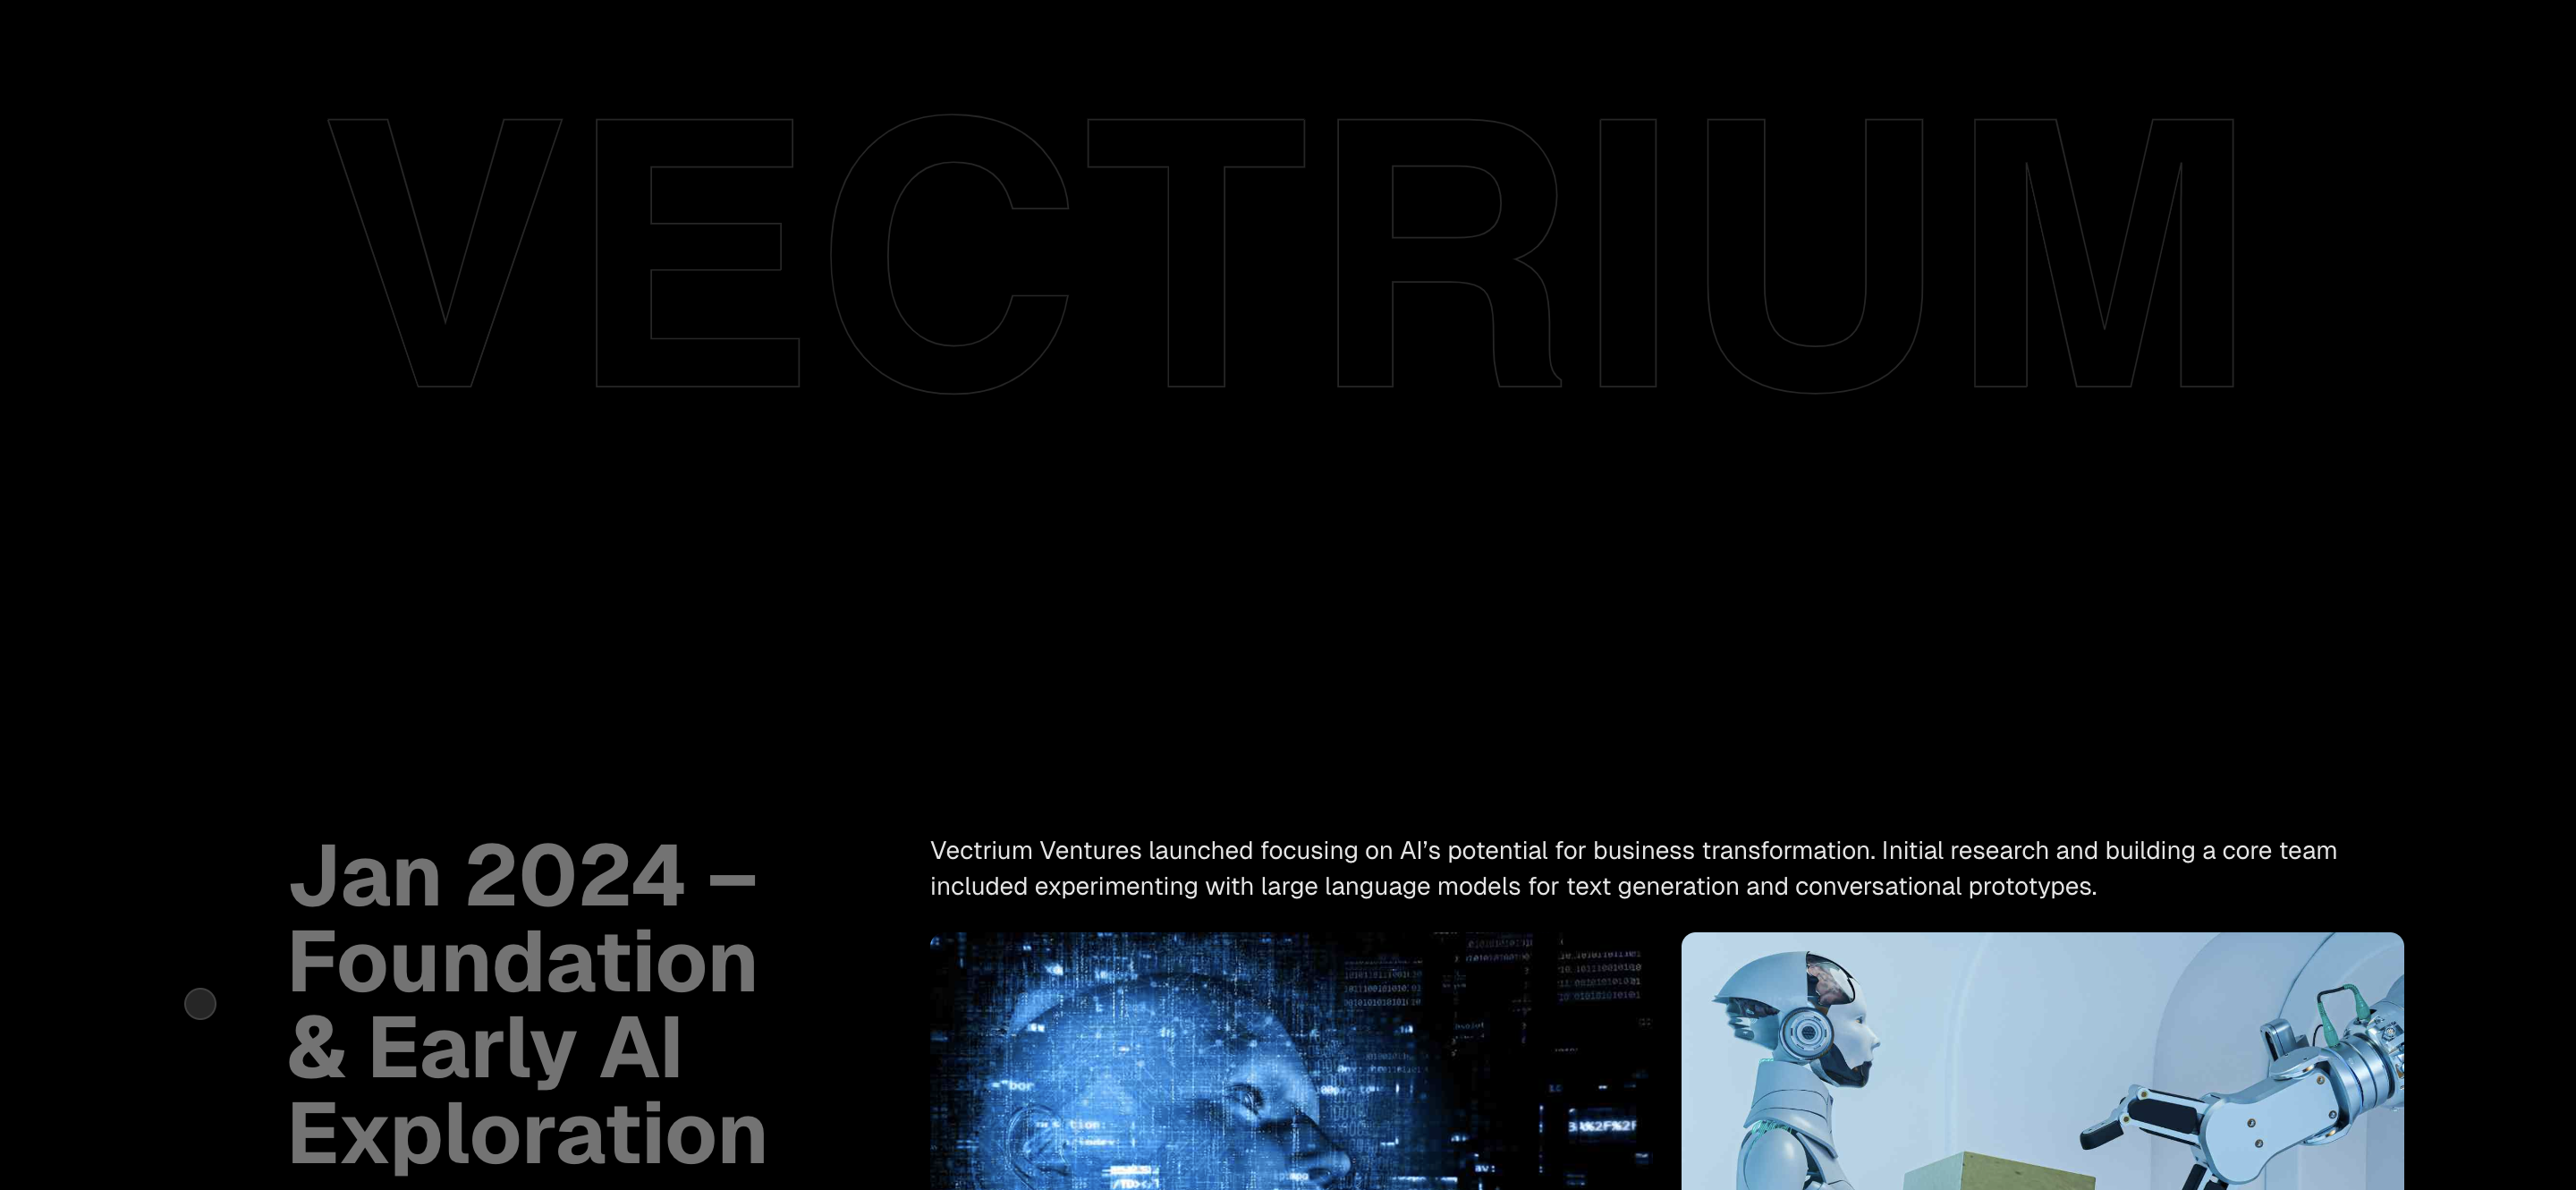 VECTRIUM
Jan 2024 –
Foundation
& Early AI
Exploration
Vectrium Ventures launched focusing on AI’s potential for business transformation. Initial research and building a core team
included experimenting with large language models for text generation and conversational prototypes.